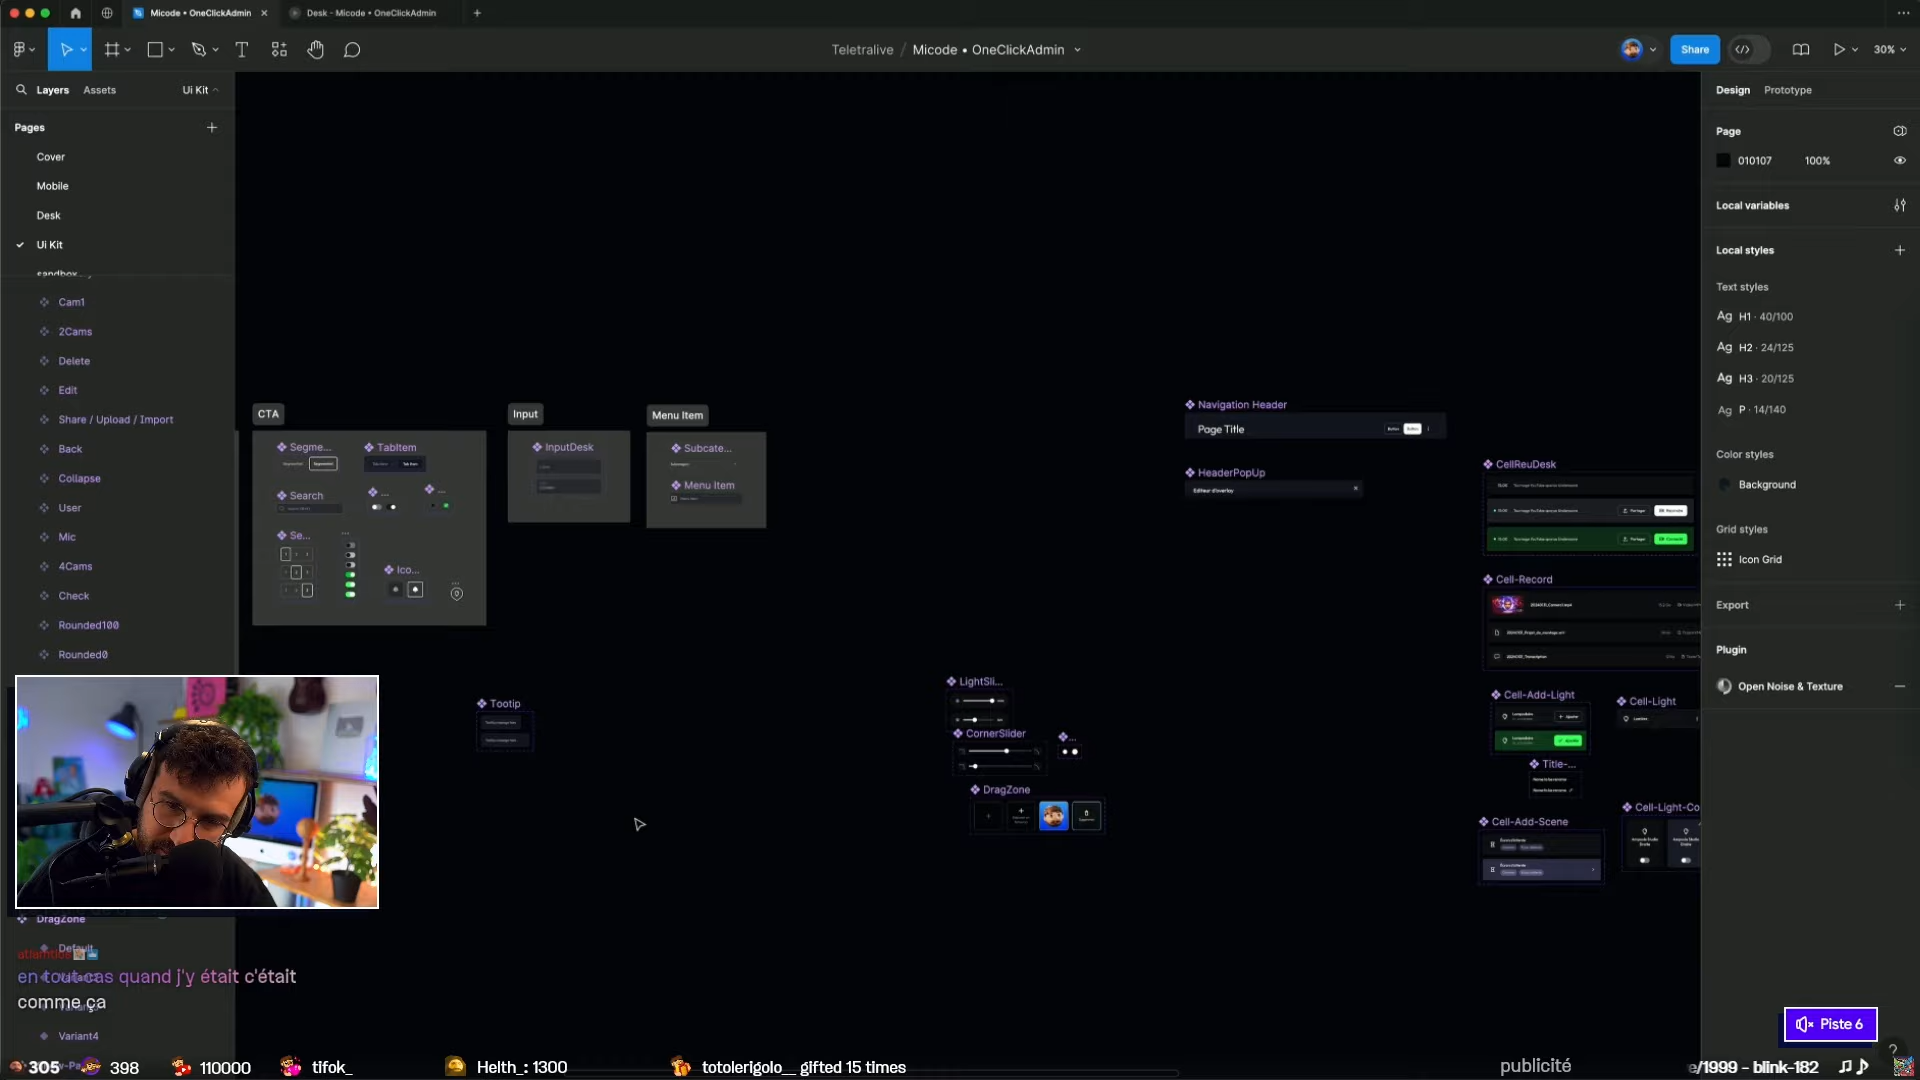 Micode • OneClickAdmin
Desk - Micode • OneClickAdmin
Teletralive / Micode • OneClickAdmin
Share
30%
Layers
Assets
Ui Kit
Pages
Cover
Mobile
Desk
Ui Kit
sandbox
Cam1
2Cams
Delete
Edit
Share / Upload / Import
Back
Collapse
User
Mic
4Cams
Check
Rounded100
Rounded0
DragZone
Default
Variant4
CTA
Segme...
TabItem
Search
...
...
Se...
...
Ico...
Input
InputDesk
Menu Item
Subcate...
Menu Item
Tootip
LightSli...
CornerSlider
...
DragZone
Navigation Header
Page Title
HeaderPopUp
Editeur d'overlay
CellReuDesk
Cell-Record
Cell-Add-Light
Cell-Light
Title-...
Cell-Add-Scene
Cell-Light-Co
Design
Prototype
Page
010107
100%
Local variables
Local styles
Text styles
Ag H1 · 40/100
Ag H2 · 24/125
Ag H3 · 20/125
Ag P · 14/140
Color styles
Background
Grid styles
Icon Grid
Export
Plugin
Open Noise & Texture
en tout cas quand j'y était c'était
comme ça
Piste 6
305
398
110000
tifok_
Helth_: 1300
totolerigolo__ gifted 15 times
publicité
e/1999 - blink-182